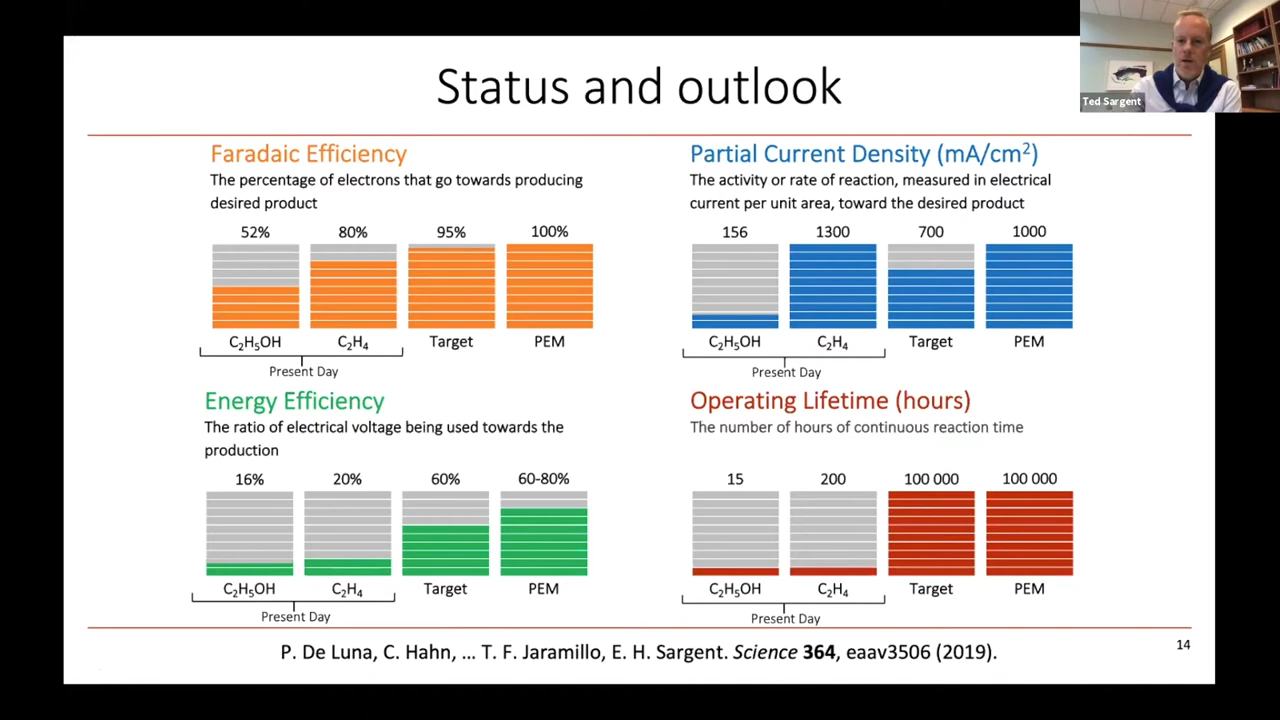 Status and outlook
Ted Sargent
Faradaic Efficiency
The percentage of electrons that go towards producing
desired product
52% 80% 95% 100%
C₂H₅OH C₂H₄ Target PEM
Present Day
Partial Current Density (mA/cm²)
The activity or rate of reaction, measured in electrical
current per unit area, toward the desired product
156 1300 700 1000
C₂H₅OH C₂H₄ Target PEM
Present Day
Energy Efficiency
The ratio of electrical voltage being used towards the
production
16% 20% 60% 60-80%
C₂H₅OH C₂H₄ Target PEM
Present Day
Operating Lifetime (hours)
The number of hours of continuous reaction time
15 200 100 000 100 000
C₂H₅OH C₂H₄ Target PEM
Present Day
P. De Luna, C. Hahn, … T. F. Jaramillo, E. H. Sargent. Science 364, eaav3506 (2019).
14